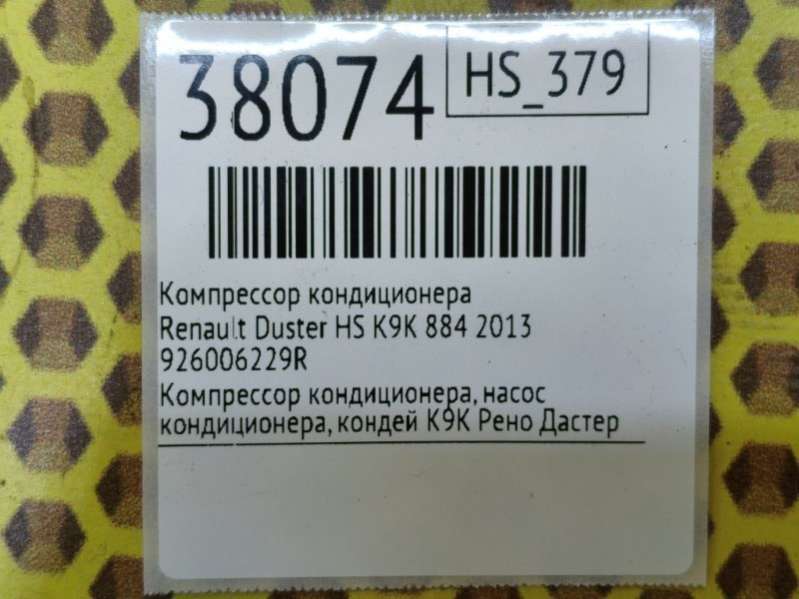 38074
HS_379
Компрессор кондиционера
Renault Duster HS K9K 884 2013
926006229R
Компрессор кондиционера, насос
кондиционера, кондей K9K Рено Дастер